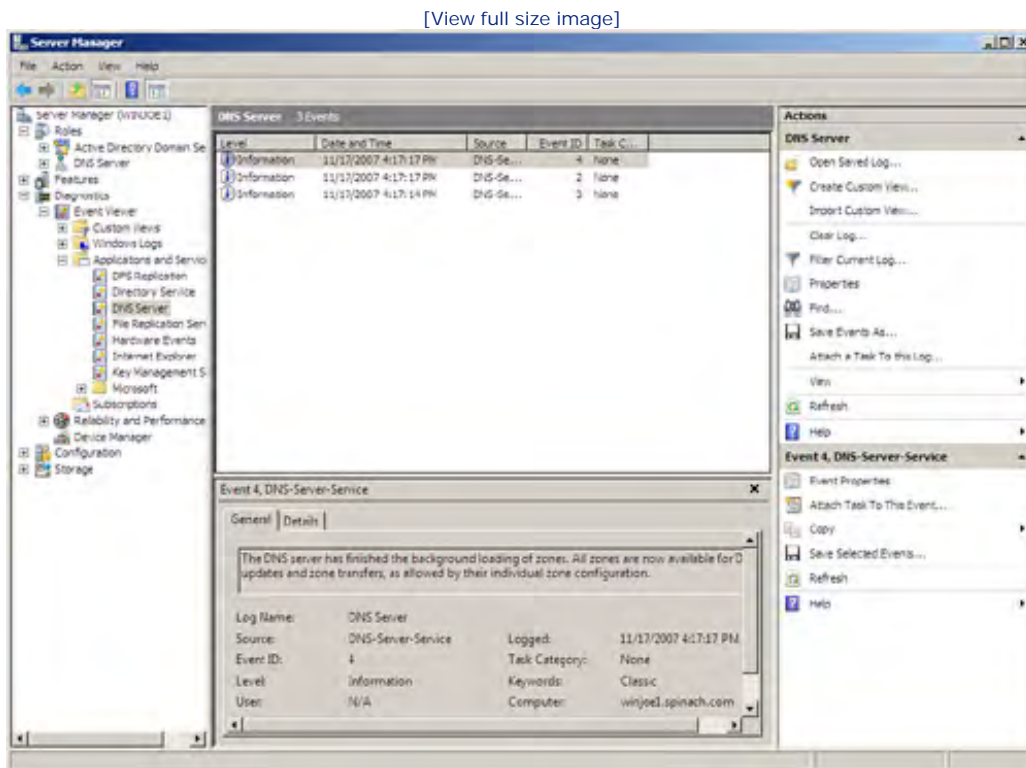 [View full size image]
Server Manager
File Action View Help
Server Manager (WINJOE1)
Roles
Active Directory Domain Se
DNS Server
Features
Diagnostics
Event Viewer
Custom Views
Windows Logs
Applications and Servic
DFS Replication
Directory Service
DNS Server
File Replication Ser
Hardware Events
Internet Explorer
Key Management S
Microsoft
Subscriptions
Reliability and Performance
Device Manager
Configuration
Storage
DNS Server 3 Events
Level Date and Time Source Event ID Task C...
Information 11/17/2007 4:17:17 PM DNS-Se... 4 None
Information 11/17/2007 4:17:17 PM DNS-Se... 2 None
Information 11/17/2007 4:17:14 PM DNS-Se... 3 None
Event 4, DNS-Server-Service
General Details
The DNS server has finished the background loading of zones. All zones are now available for D
updates and zone transfers, as allowed by their individual zone configuration.
Log Name: DNS Server
Source: DNS-Server-Service Logged: 11/17/2007 4:17:17 PM
Event ID: 4 Task Category: None
Level: Information Keywords: Classic
User: N/A Computer: winjoe1.spinach.com
Actions
DNS Server
Open Saved Log...
Create Custom View...
Import Custom View...
Clear Log...
Filter Current Log...
Properties
Find...
Save Events As...
Attach a Task To this Log...
View
Refresh
Help
Event 4, DNS-Server-Service
Event Properties
Attach Task To This Event...
Copy
Save Selected Events...
Refresh
Help